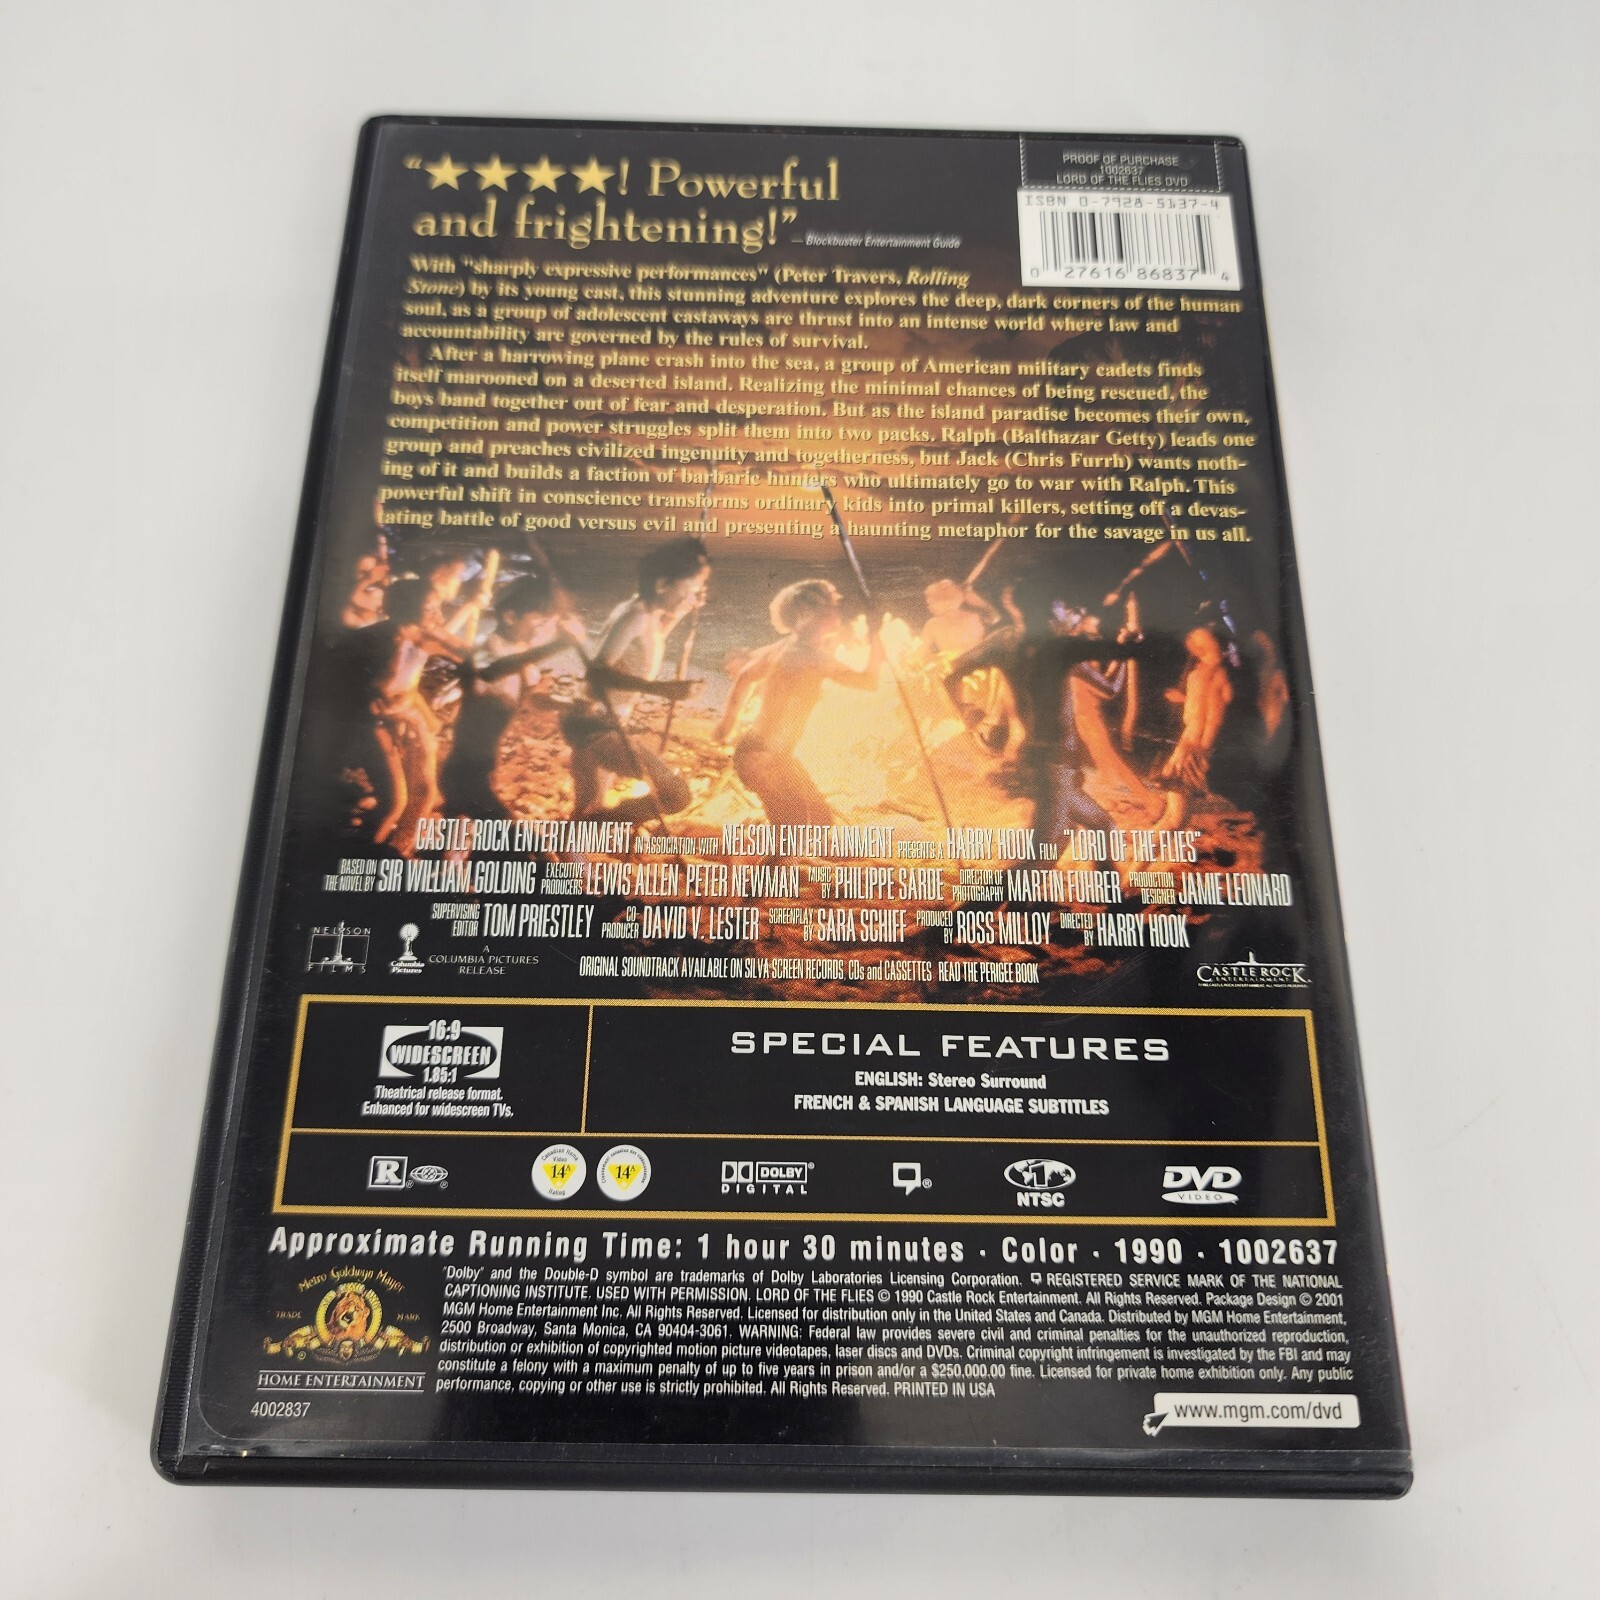 "★★★★! Powerful
and frightening!"
— Blockbuster Entertainment Guide
PROOF OF PURCHASE
1002837
LORD OF THE FLIES DVD
ISBN 0-7928-5137-4
0 27616 86837 4
With "sharply expressive performances" (Peter Travers, Rolling
Stone) by its young cast, this stunning adventure explores the deep, dark corners of the human
soul, as a group of adolescent castaways are thrust into an intense world where law and
accountability are governed by the rules of survival.
After a harrowing plane crash into the sea, a group of American military cadets finds
itself marooned on a deserted island. Realizing the minimal chances of being rescued, the
boys band together out of fear and desperation. But as the island paradise becomes their own,
competition and power struggles split them into two packs. Ralph (Balthazar Getty) leads one
group and preaches civilized ingenuity and togetherness, but Jack (Chris Furrh) wants noth-
ing of it and builds a faction of barbaric hunters who ultimately go to war with Ralph. This
powerful shift in conscience transforms ordinary kids into primal killers, setting off a devas-
tating battle of good versus evil and presenting a haunting metaphor for the savage in us all.
CASTLE ROCK ENTERTAINMENT IN ASSOCIATION WITH NELSON ENTERTAINMENT PRESENTS A HARRY HOOK FILM "LORD OF THE FLIES"
BASED ON THE NOVEL BY SIR WILLIAM GOLDING EXECUTIVE PRODUCERS LEWIS ALLEN PETER NEWMAN MUSIC BY PHILIPPE SARDE DIRECTOR OF PHOTOGRAPHY MARTIN FUHRER PRODUCTION DESIGNER JAMIE LEONARD
SUPERVISING EDITOR TOM PRIESTLEY CO-PRODUCER DAVID V. LESTER SCREENPLAY BY SARA SCHIFF PRODUCED BY ROSS MILLOY DIRECTED BY HARRY HOOK
NELSON
FILMS
Columbia
Pictures
A
COLUMBIA PICTURES
RELEASE
ORIGINAL SOUNDTRACK AVAILABLE ON SILVA-SCREEN RECORDS, CDs and CASSETTES READ THE PERIGEE BOOK
CASTLE ROCK
ENTERTAINMENT
16:9
WIDESCREEN
1.85:1
Theatrical release format.
Enhanced for widescreen TVs.
SPECIAL FEATURES
ENGLISH: Stereo Surround
FRENCH & SPANISH LANGUAGE SUBTITLES
R ®
Canadian Home
Video
14A
Rating
14A
DOLBY®
DIGITAL
®
1
NTSC
DVD
VIDEO
Approximate Running Time: 1 hour 30 minutes · Color · 1990 · 1002637
Metro Goldwyn Mayer
TRADE MARK
HOME ENTERTAINMENT
"Dolby" and the Double-D symbol are trademarks of Dolby Laboratories Licensing Corporation. REGISTERED SERVICE MARK OF THE NATIONAL
CAPTIONING INSTITUTE. USED WITH PERMISSION. LORD OF THE FLIES © 1990 Castle Rock Entertainment. All Rights Reserved. Package Design © 2001
MGM Home Entertainment Inc. All Rights Reserved. Licensed for distribution only in the United States and Canada. Distributed by MGM Home Entertainment,
2500 Broadway, Santa Monica, CA 90404-3061. WARNING: Federal law provides severe civil and criminal penalties for the unauthorized reproduction,
distribution or exhibition of copyrighted motion picture videotapes, laser discs and DVDs. Criminal copyright infringement is investigated by the FBI and may
constitute a felony with a maximum penalty of up to five years in prison and/or a $250,000.00 fine. Licensed for private home exhibition only. Any public
performance, copying or other use is strictly prohibited. All Rights Reserved. PRINTED IN USA
4002837
www.mgm.com/dvd